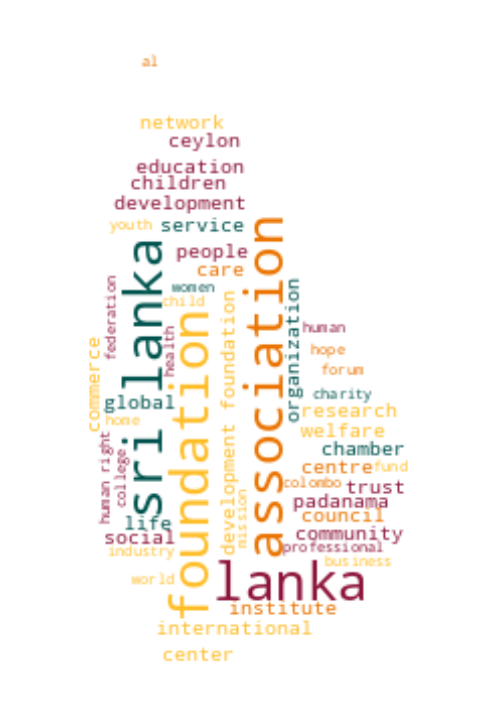 al
network
ceylon
education
children
development
youth
service
people
care
women
child
sri lanka
foundation
association
federation
health
development foundation
organization
human
hope
forum
commerce
global
charity
home
research
welfare
human right
college
chamber
centre
fund
mission
colombo
trust
padanama
council
life
social
community
industry
professional
business
world
lanka
institute
international
center